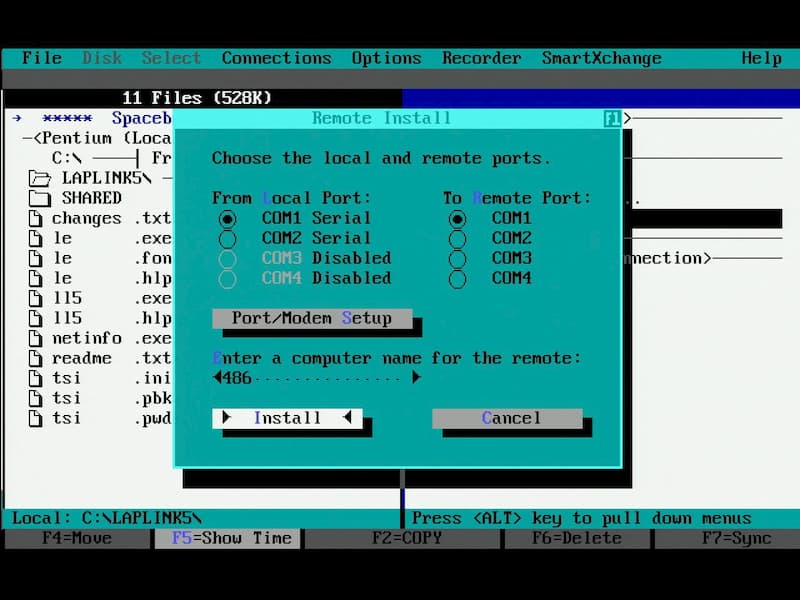 File Disk Select Connections Options Recorder SmartXchange Help
11 Files (528K)
***** Spaceb
Remote Install
f1
<Pentium (Loca
C:\ Fr
Choose the local and remote ports.
LAPLINK5\
SHARED
From Local Port: To Remote Port:
changes .txt
COM1 Serial COM1
le .exe
COM2 Serial COM2
le .fon
COM3 Disabled COM3
nnection>
le .hlp
COM4 Disabled COM4
ll5 .exe
ll5 .hlp
Port/Modem Setup
netinfo .exe
readme .txt
Enter a computer name for the remote:
tsi .ini
486
tsi .pbk
tsi .pwd
Install Cancel
Local: C:\LAPLINK5\ Press <ALT> key to pull down menus
F4=Move F5=Show Time F2=COPY F6=Delete F7=Sync